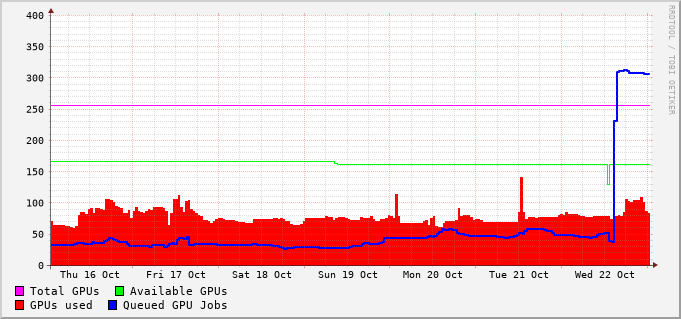 400
350
300
250
200
150
100
50
0
Thu 16 Oct Fri 17 Oct Sat 18 Oct Sun 19 Oct Mon 20 Oct Tue 21 Oct Wed 22 Oct
Total GPUs Available GPUs
GPUs used Queued GPU Jobs
RRDTOOL / TOBI OETIKER